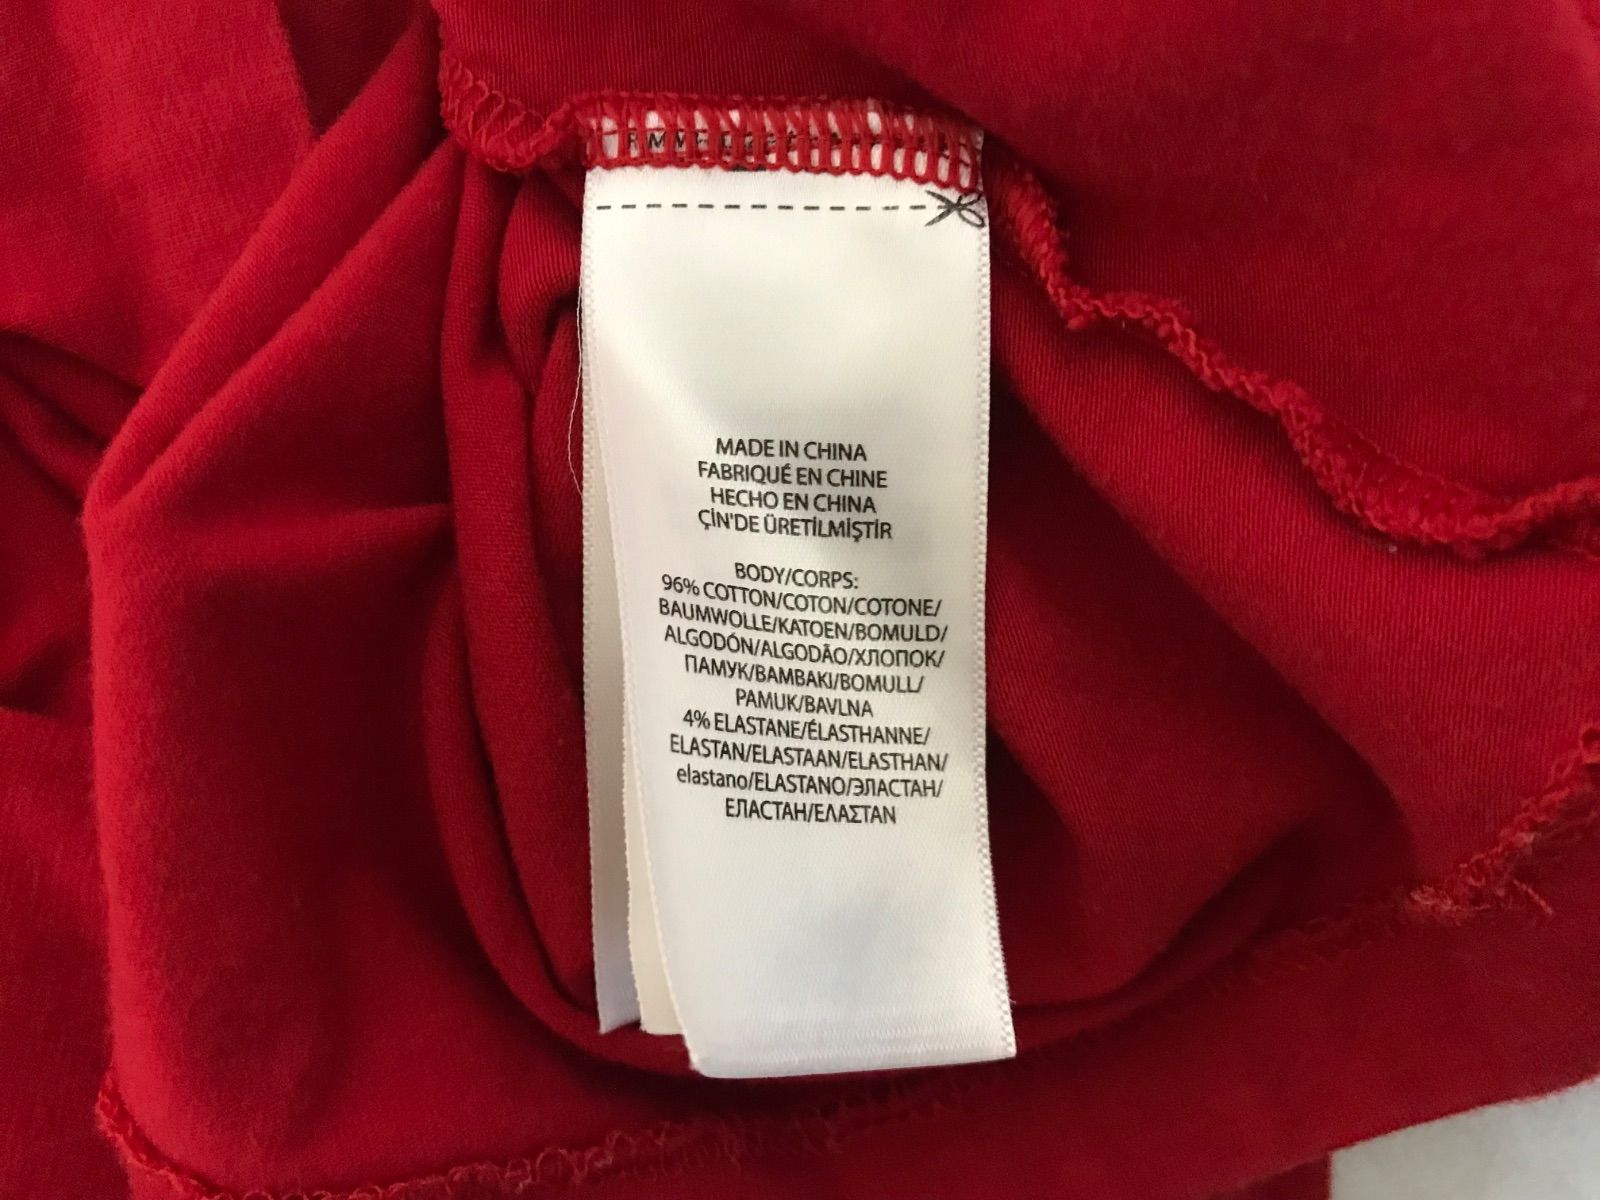 MADE IN CHINA
FABRIQUÉ EN CHINE
HECHO EN CHINA
ÇİN'DE ÜRETİLMİŞTİR
BODY/CORPS:
96% COTTON/COTON/COTONE/
BAUMWOLLE/KATOEN/BOMULD/
ALGODÓN/ALGODÃO/ХЛОПОК/
ПАМУК/BAMBAKI/BOMULL/
PAMUK/BAVLNA
4% ELASTANE/ÉLASTHANNE/
ELASTAN/ELASTAAN/ELASTHAN/
elastano/ELASTANO/ЭЛАСТАН/
ЕЛАСТАН/ΕΛΑΣΤΑΝ